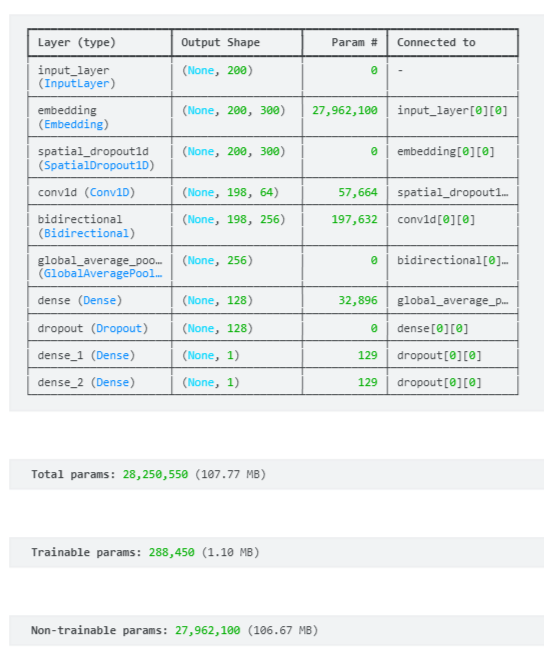 Layer (type) Output Shape Param # Connected to
input_layer (None, 200) 0 -
(InputLayer)
embedding (None, 200, 300) 27,962,100 input_layer[0][0]
(Embedding)
spatial_dropout1d (None, 200, 300) 0 embedding[0][0]
(SpatialDropout1D)
conv1d (Conv1D) (None, 198, 64) 57,664 spatial_dropout1…
bidirectional (None, 198, 256) 197,632 conv1d[0][0]
(Bidirectional)
global_average_poo… (None, 256) 0 bidirectional[0]…
(GlobalAveragePool…
dense (Dense) (None, 128) 32,896 global_average_p…
dropout (Dropout) (None, 128) 0 dense[0][0]
dense_1 (Dense) (None, 1) 129 dropout[0][0]
dense_2 (Dense) (None, 1) 129 dropout[0][0]
Total params: 28,250,550 (107.77 MB)
Trainable params: 288,450 (1.10 MB)
Non-trainable params: 27,962,100 (106.67 MB)